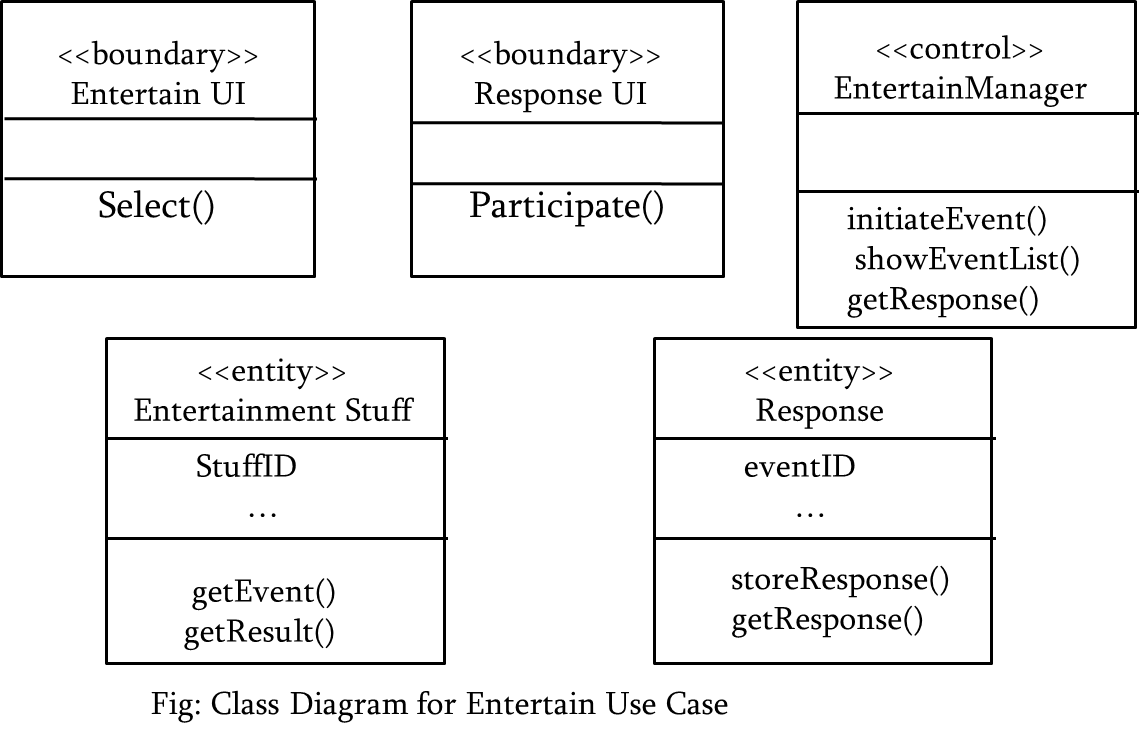 <<boundary>>
Entertain UI
Select()
<<boundary>>
Response UI
Participate()
<<control>>
EntertainManager
initiateEvent()
showEventList()
getResponse()
<<entity>>
Entertainment Stuff
StuffID
...
getEvent()
getResult()
<<entity>>
Response
eventID
...
storeResponse()
getResponse()
Fig: Class Diagram for Entertain Use Case